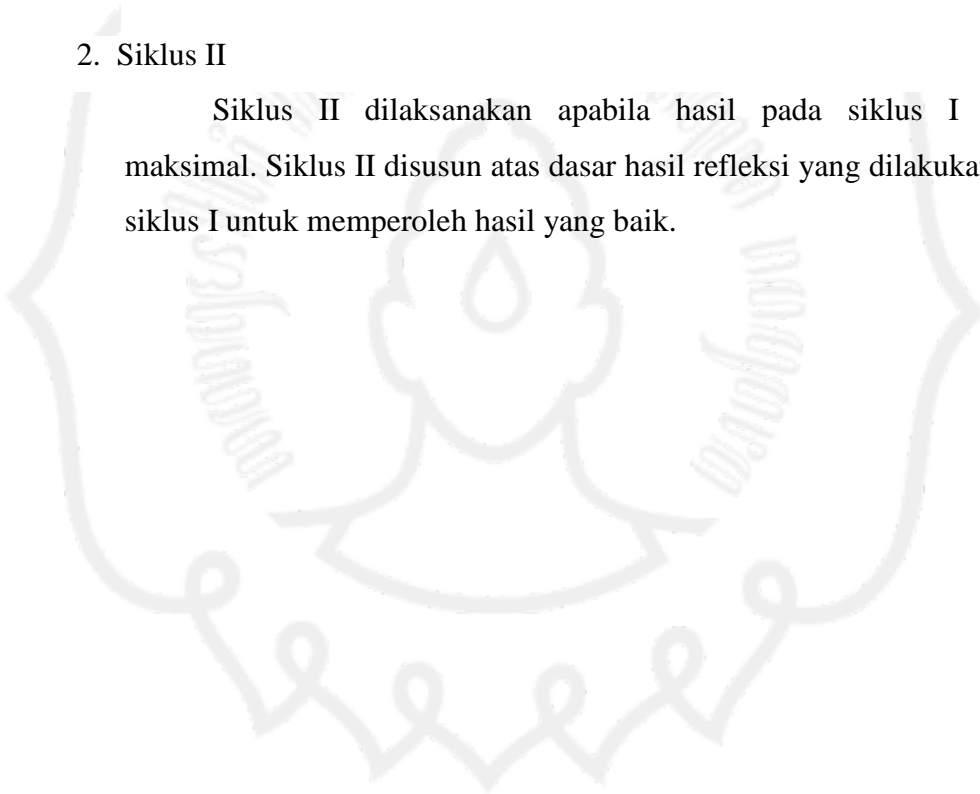 2. Siklus II
Siklus II dilaksanakan apabila hasil pada siklus I
maksimal. Siklus II disusun atas dasar hasil refleksi yang dilakuka
siklus I untuk memperoleh hasil yang baik.